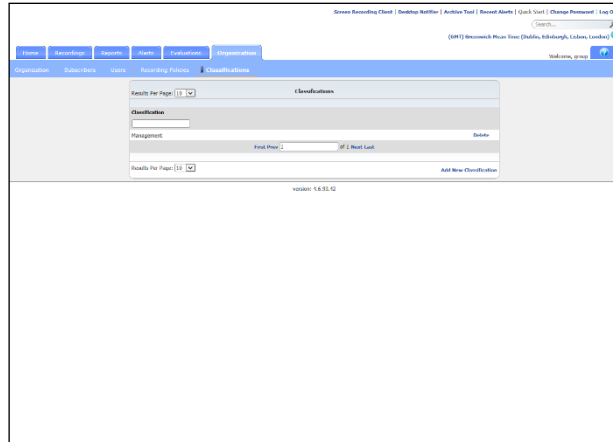 Screen Recording Client | Desktop Notifier | Archive Tool | Recent Alerts | Quick Start | Change Password | Log O
Search...
(GMT) Greenwich Mean Time (Dublin, Edinburgh, Lisbon, London)
Home Recordings Reports Alerts Evaluations Organization
Welcome, group
Organization Subscribers Users Recording Policies Classifications
Results Per Page: 10 Classifications
Classification
Management Delete
First Prev 1 of 1 Next Last
Results Per Page: 10 Add New Classification
version: 4.6.93.42